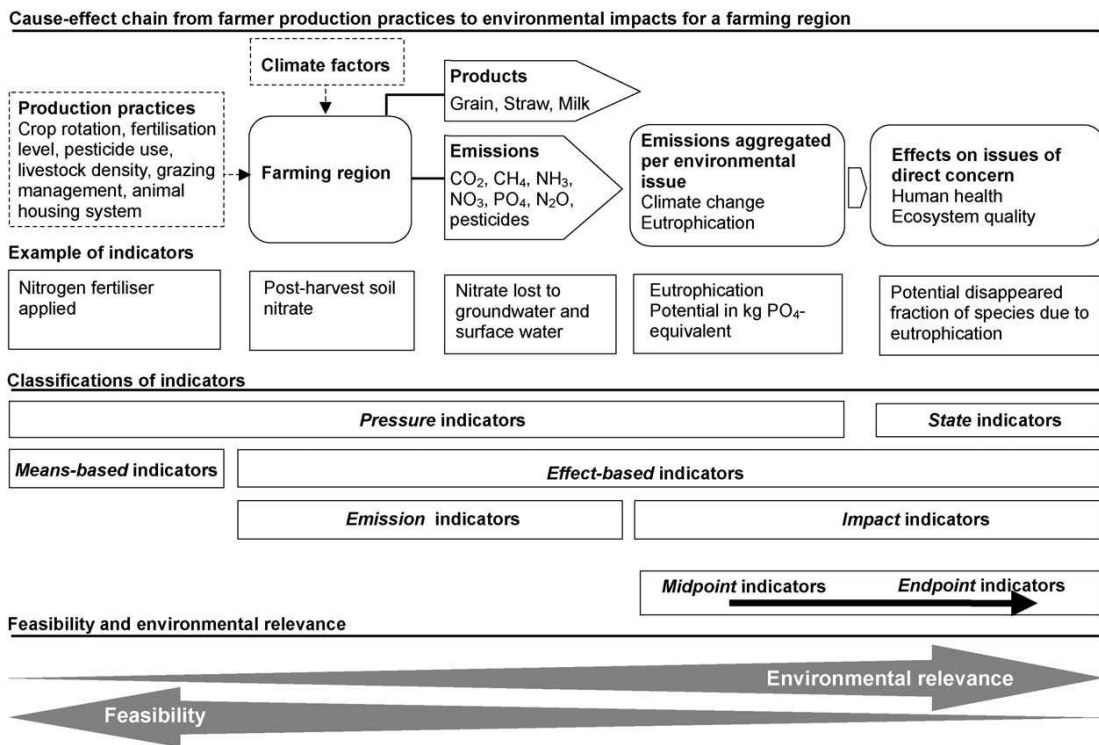 Cause-effect chain from farmer production practices to environmental impacts for a farming region
Climate factors
Production practices
Crop rotation, fertilisation
level, pesticide use,
livestock density, grazing
management, animal
housing system
Farming region
Products
Grain, Straw, Milk
Emissions
CO₂, CH₄, NH₃,
NO₃, PO₄, N₂O,
pesticides
Emissions aggregated
per environmental
issue
Climate change
Eutrophication
Effects on issues of
direct concern
Human health
Ecosystem quality
Example of indicators
Nitrogen fertiliser
applied
Post-harvest soil
nitrate
Nitrate lost to
groundwater and
surface water
Eutrophication
Potential in kg PO₄-
equivalent
Potential disappeared
fraction of species due to
eutrophication
Classifications of indicators
Pressure indicators
State indicators
Means-based indicators
Effect-based indicators
Emission indicators
Impact indicators
Midpoint indicators
Endpoint indicators
Feasibility and environmental relevance
Environmental relevance
Feasibility